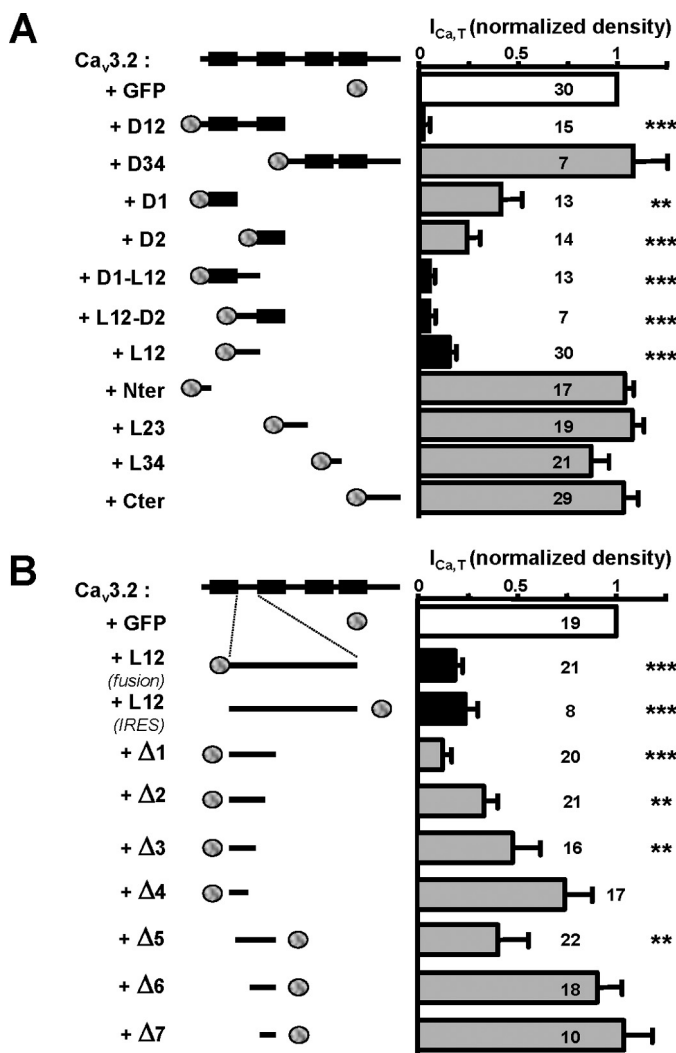 A
I Ca,T (normalized density)
0 0.5 1
Cav3.2 :
+ GFP 30
+ D12 15 ***
+ D34 7
+ D1 13 **
+ D2 14 ***
+ D1-L12 13 ***
+ L12-D2 7 ***
+ L12 30 ***
+ Nter 17
+ L23 19
+ L34 21
+ Cter 29
B
I Ca,T (normalized density)
0 0.5 1
Cav3.2 :
+ GFP 19
+ L12 21 ***
(fusion)
+ L12 8 ***
(IRES)
+ Δ1 20 ***
+ Δ2 21 **
+ Δ3 16 **
+ Δ4 17
+ Δ5 22 **
+ Δ6 18
+ Δ7 10